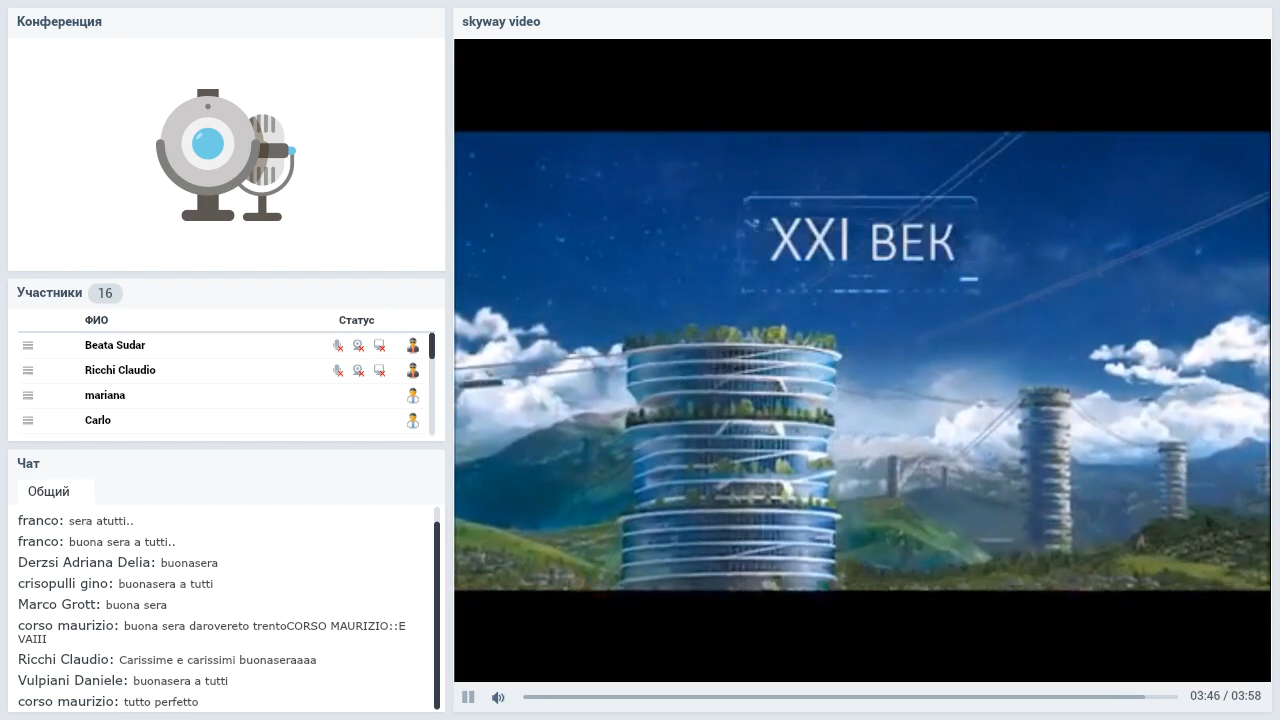 Конференция
skyway video
XXI ВЕК
Участники 16
ФИО Статус
Beata Sudar
Ricchi Claudio
mariana
Carlo
Чат
Общий
franco: sera atutti..
franco: buona sera a tutti..
Derzsi Adriana Delia: buonasera
crisopulli gino: buonasera a tutti
Marco Grott: buona sera
corso maurizio: buona sera darovereto trentoCORSO MAURIZIO::E
VAIII
Ricchi Claudio: Carissime e carissimi buonaseraaaa
Vulpiani Daniele: buonasera a tutti
corso maurizio: tutto perfetto
03:46 / 03:58